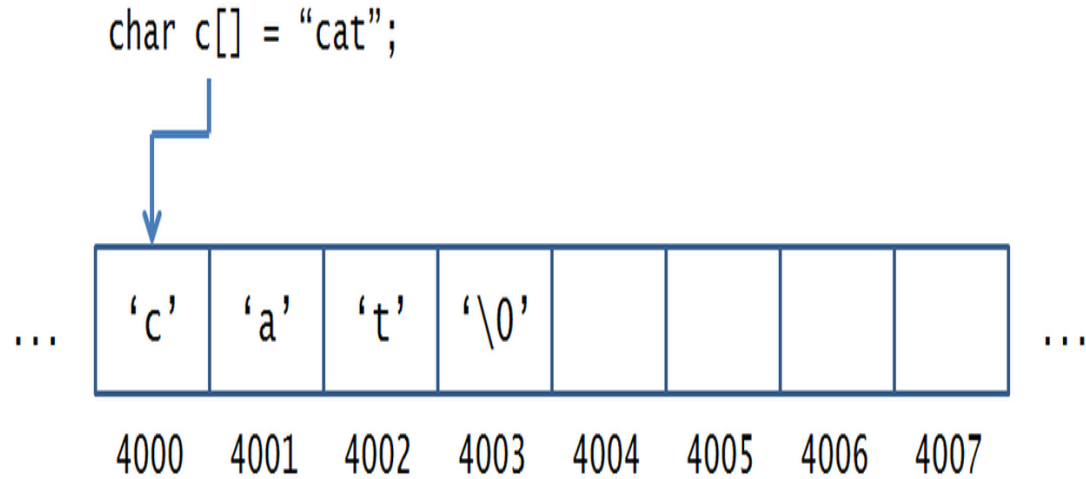 char c[] = “cat”;
... ‘c’ ‘a’ ‘t’ ‘\0’ ...
4000 4001 4002 4003 4004 4005 4006 4007